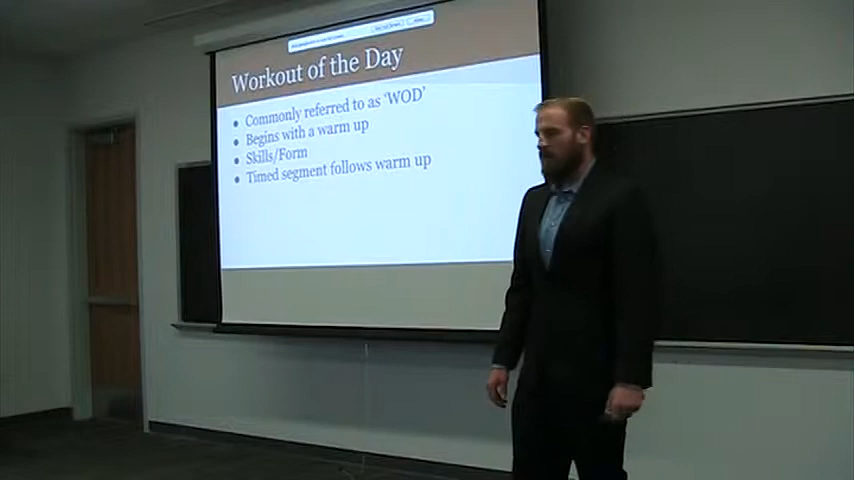 Workout of the Day
Commonly referred to as 'WOD'
Begins with a warm up
Skills/Form
Timed segment follows warm up